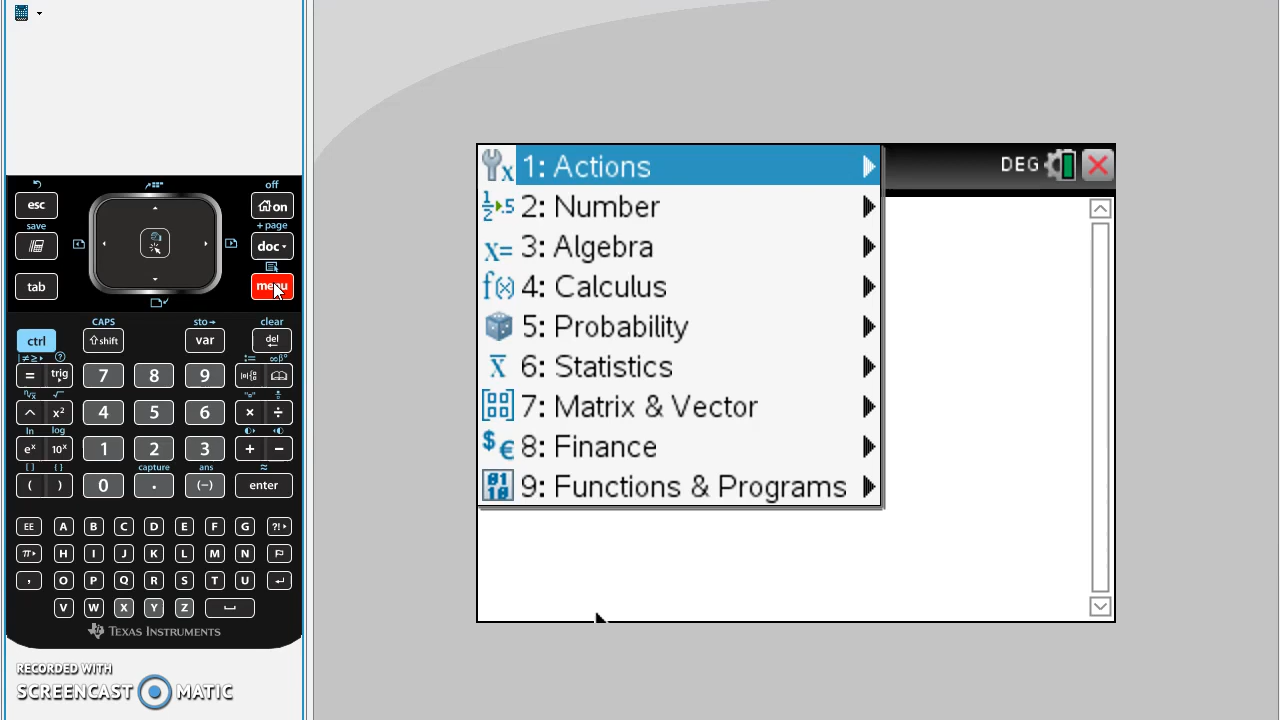 off
esc
on
save
+ page
doc
tab
menu
CAPS
sto→
clear
ctrl
⇧shift
var
del
|≠≥▸
:=
∞β°
=
trig
7
8
9
ⁿ√x
√
"∞"
^
x²
4
5
6
×
÷
ln
log
eˣ
10ˣ
1
2
3
+
−
[ ]
{ }
capture
ans
≈
(
)
0
.
(−)
enter
EE
A
B
C
D
E
F
G
?!▸
π▸
H
I
J
K
L
M
N
,
O
P
Q
R
S
T
U
V
W
X
Y
Z
TEXAS INSTRUMENTS
RECORDED WITH
SCREENCAST MATIC
DEG
1: Actions
2: Number
3: Algebra
4: Calculus
5: Probability
6: Statistics
7: Matrix & Vector
8: Finance
9: Functions & Programs